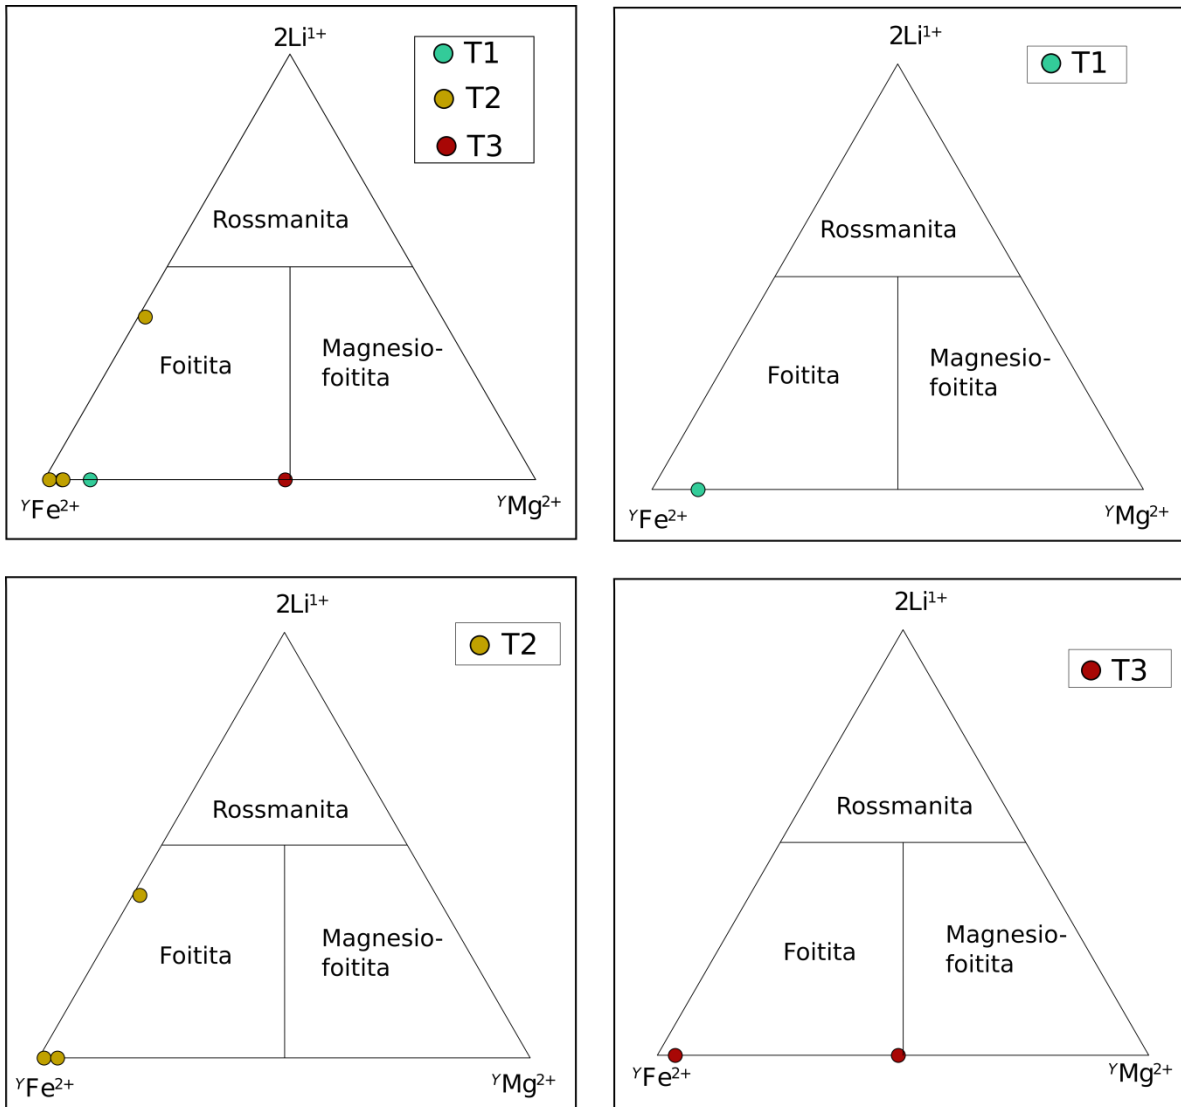 2Li¹⁺
T1
T2
T3
Rossmanita
Foitita
Magnesio-
foitita
ʸFe²⁺
ʸMg²⁺
2Li¹⁺
T1
Rossmanita
Foitita
Magnesio-
foitita
ʸFe²⁺
ʸMg²⁺
2Li¹⁺
T2
Rossmanita
Foitita
Magnesio-
foitita
ʸFe²⁺
ʸMg²⁺
2Li¹⁺
T3
Rossmanita
Foitita
Magnesio-
foitita
ʸFe²⁺
ʸMg²⁺